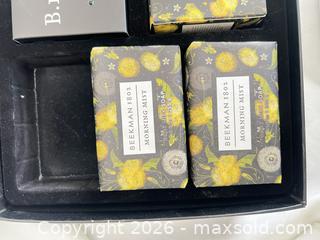 BEEKMAN 1802
MORNING MIST
BEEKMAN 1802
MORNING MIST
Copyright 2026 - maxsold.com